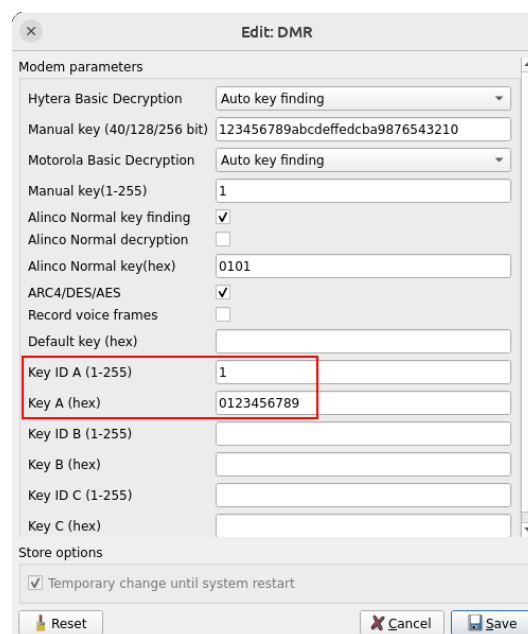 Edit: DMR
Modem parameters
Hytera Basic Decryption Auto key finding
Manual key (40/128/256 bit) 123456789abcdeffedcba9876543210
Motorola Basic Decryption Auto key finding
Manual key(1-255) 1
Alinco Normal key finding
Alinco Normal decryption
Alinco Normal key(hex) 0101
ARC4/DES/AES
Record voice frames
Default key (hex)
Key ID A (1-255) 1
Key A (hex) 0123456789
Key ID B (1-255)
Key B (hex)
Key ID C (1-255)
Key C (hex)
Store options
Temporary change until system restart
Reset Cancel Save